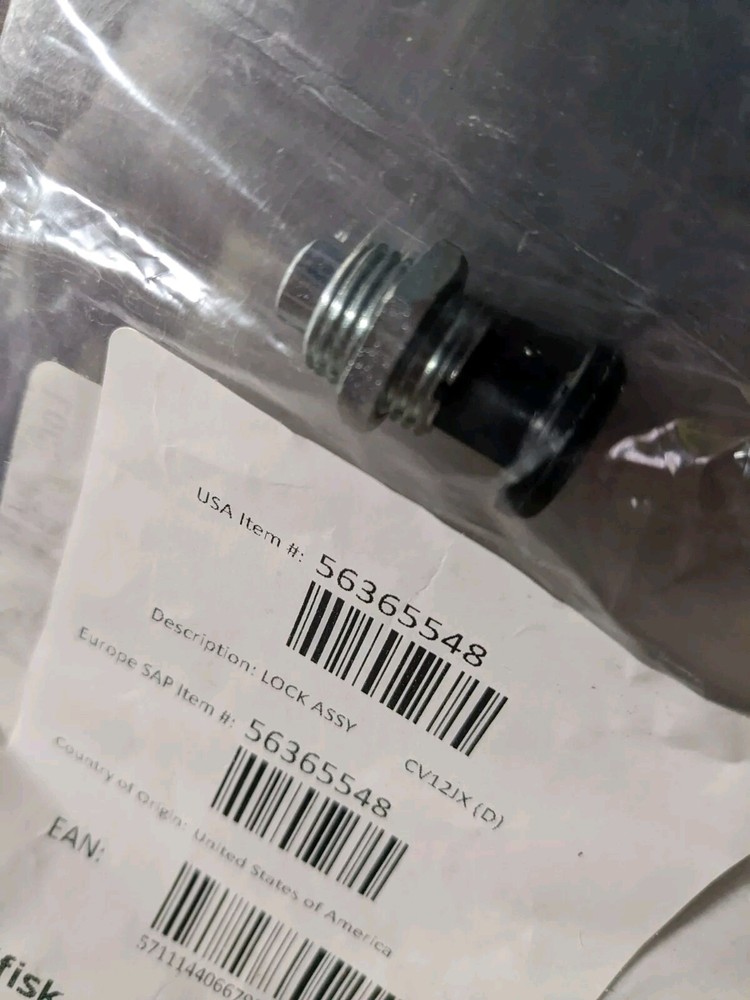 USA Item #: 56365548
Description: LOCK ASSY CV12JX (D)
Europe SAP Item #: 56365548
Country of Origin: United States of America
EAN: